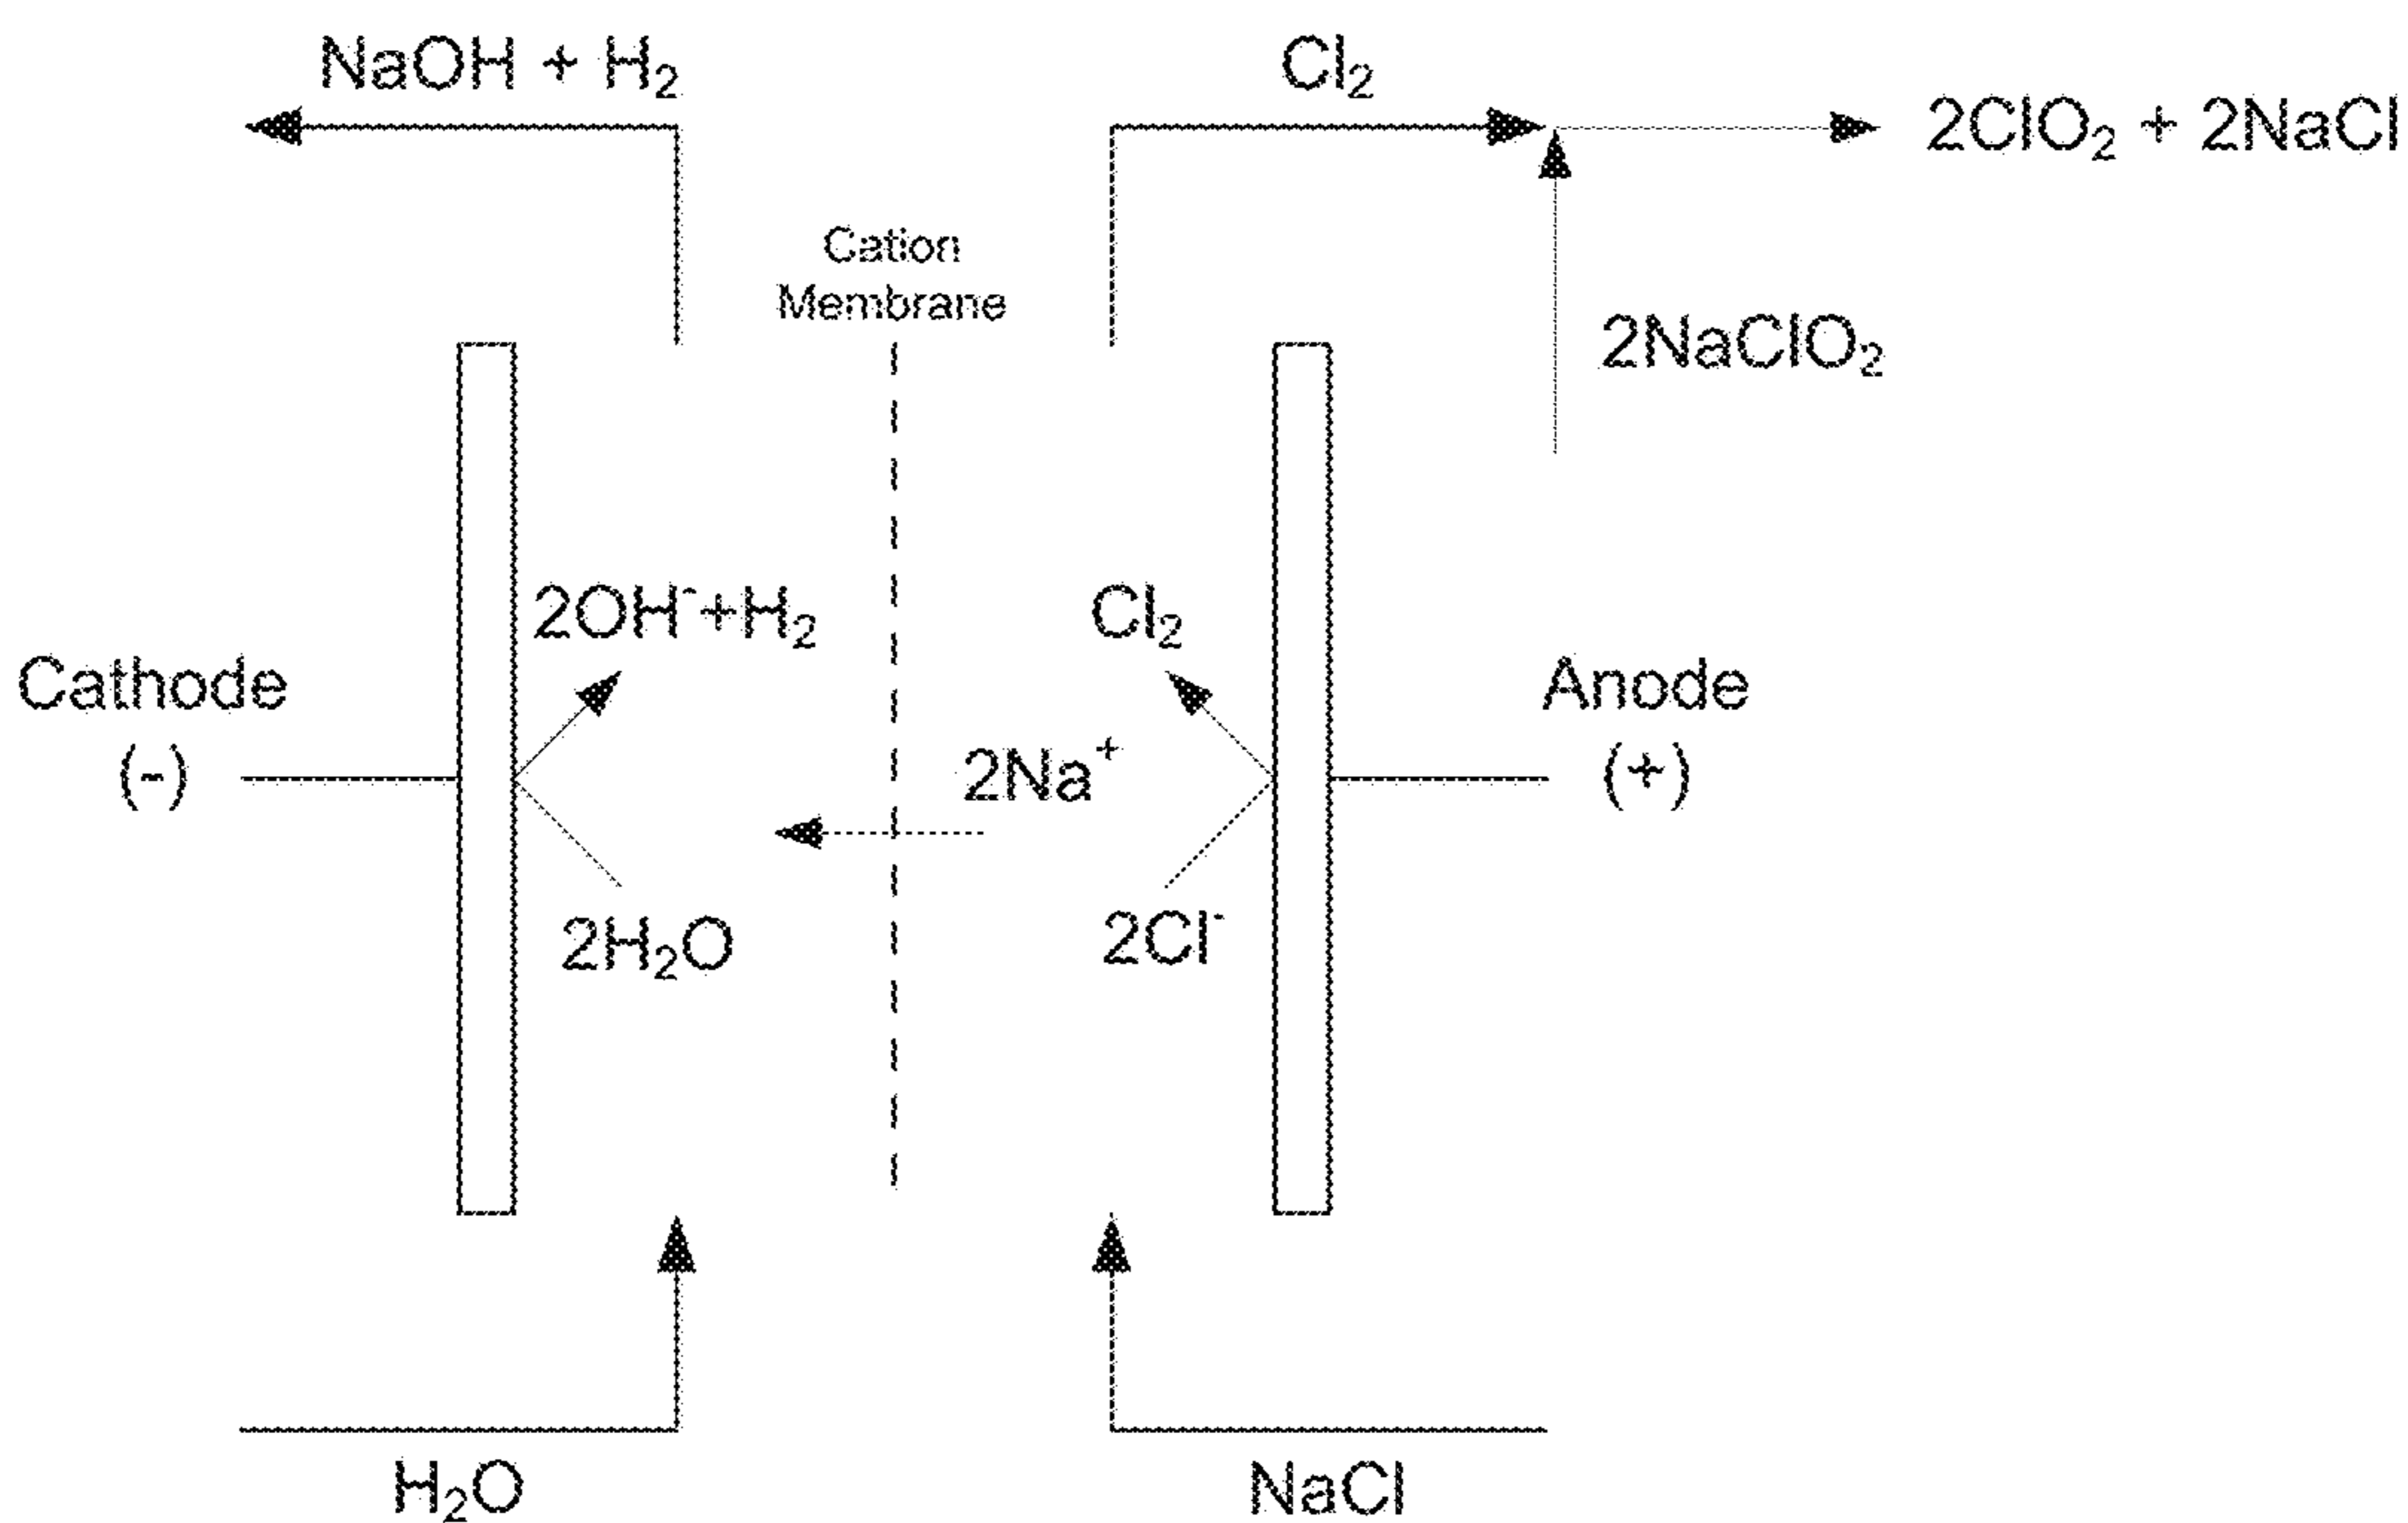 NaOH + H₂
Cl₂
2ClO₂ + 2NaCl
Cation
Membrane
2NaClO₂
2OH⁻+H₂
Cl₂
Cathode
(-)
Anode
(+)
2Na⁺
2H₂O
2Cl⁻
H₂O
NaCl